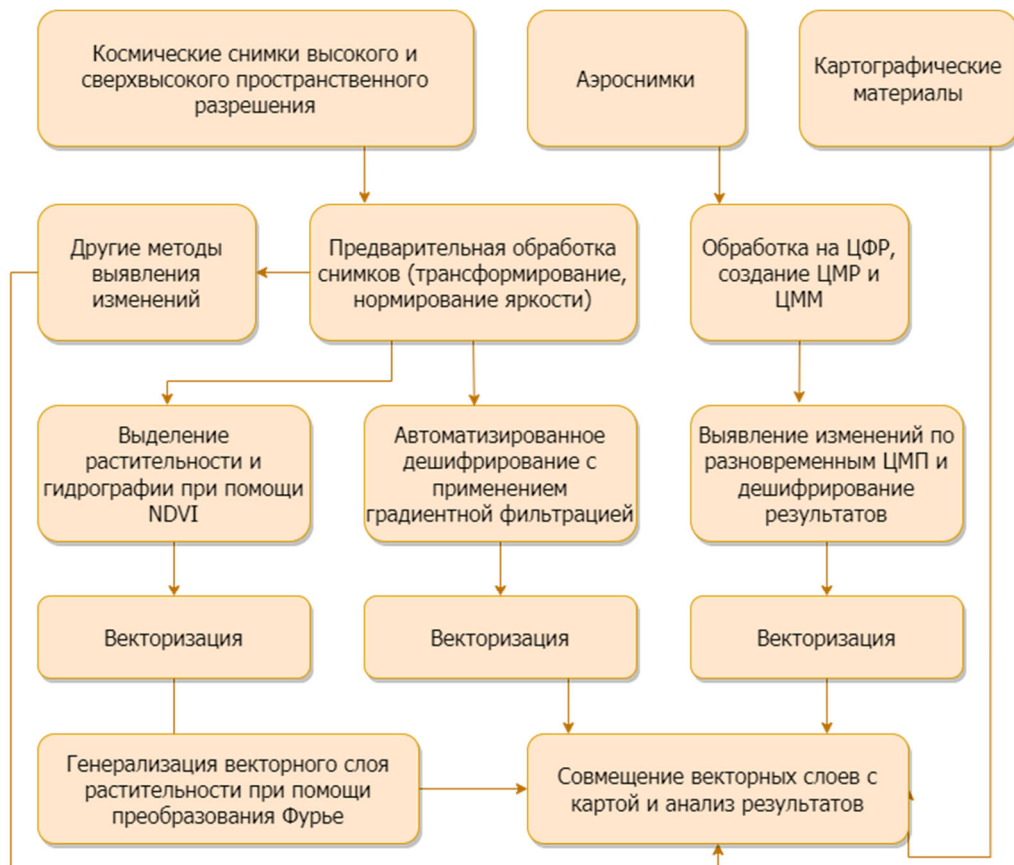 Космические снимки высокого и
сверхвысокого пространственного
разрешения
Аэроснимки
Картографические
материалы
Другие методы
выявления
изменений
Предварительная обработка
снимков (трансформирование,
нормирование яркости)
Обработка на ЦФР,
создание ЦМР и
ЦММ
Выделение
растительности и
гидрографии при помощи
NDVI
Автоматизированное
дешифрирование с
применением
градиентной фильтрацией
Выявление изменений по
разновременным ЦМП и
дешифрирование
результатов
Векторизация
Векторизация
Векторизация
Генерализация векторного слоя
растительности при помощи
преобразования Фурье
Совмещение векторных слоев с
картой и анализ результатов